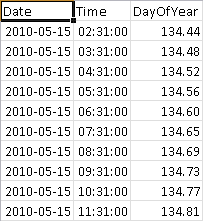 Date Time DayOfYear
2010-05-15 02:31:00 134.44
2010-05-15 03:31:00 134.48
2010-05-15 04:31:00 134.52
2010-05-15 05:31:00 134.56
2010-05-15 06:31:00 134.60
2010-05-15 07:31:00 134.65
2010-05-15 08:31:00 134.69
2010-05-15 09:31:00 134.73
2010-05-15 10:31:00 134.77
2010-05-15 11:31:00 134.81